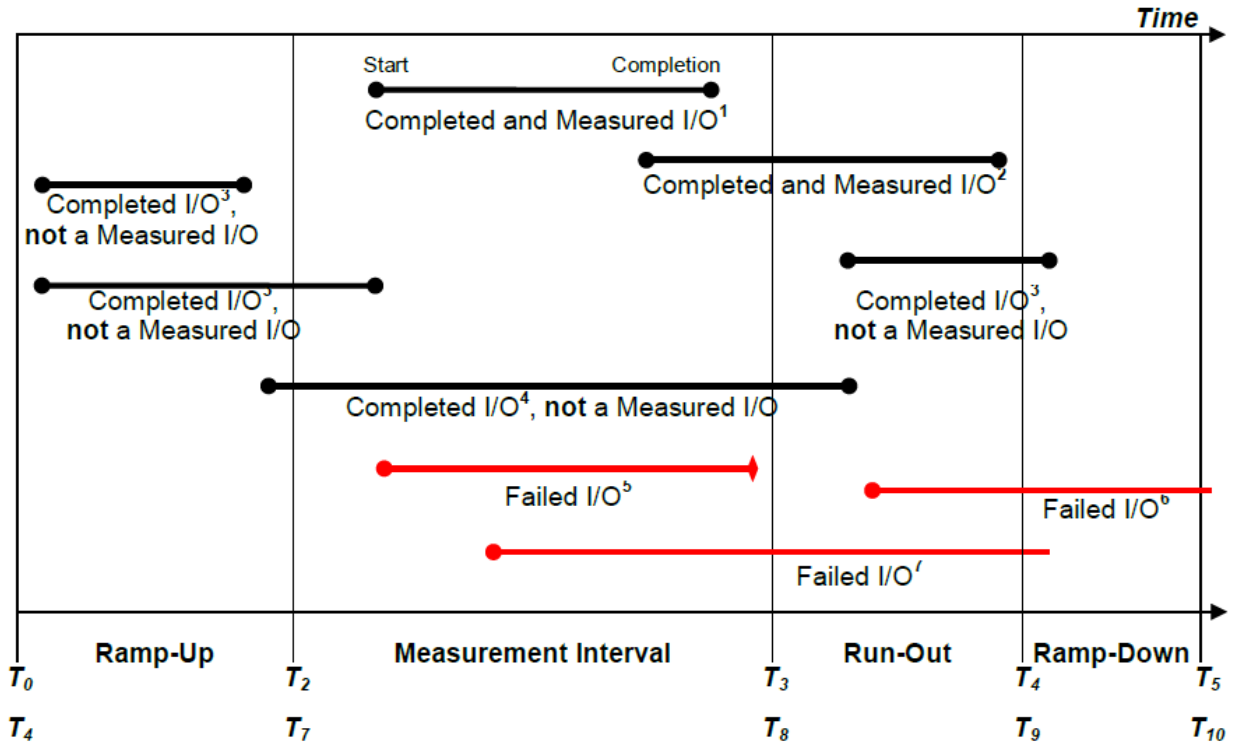 Time
Start
Completion
Completed and Measured I/O1
Completed and Measured I/O2
Completed I/O3,
not a Measured I/O
Completed I/O3,
not a Measured I/O
Completed I/O3,
not a Measured I/O
Completed I/O4, not a Measured I/O
Failed I/O5
Failed I/O6
Failed I/O7
Ramp-Up
Measurement Interval
Run-Out
Ramp-Down
T0
T2
T3
T4
T5
T4
T7
T8
T9
T10